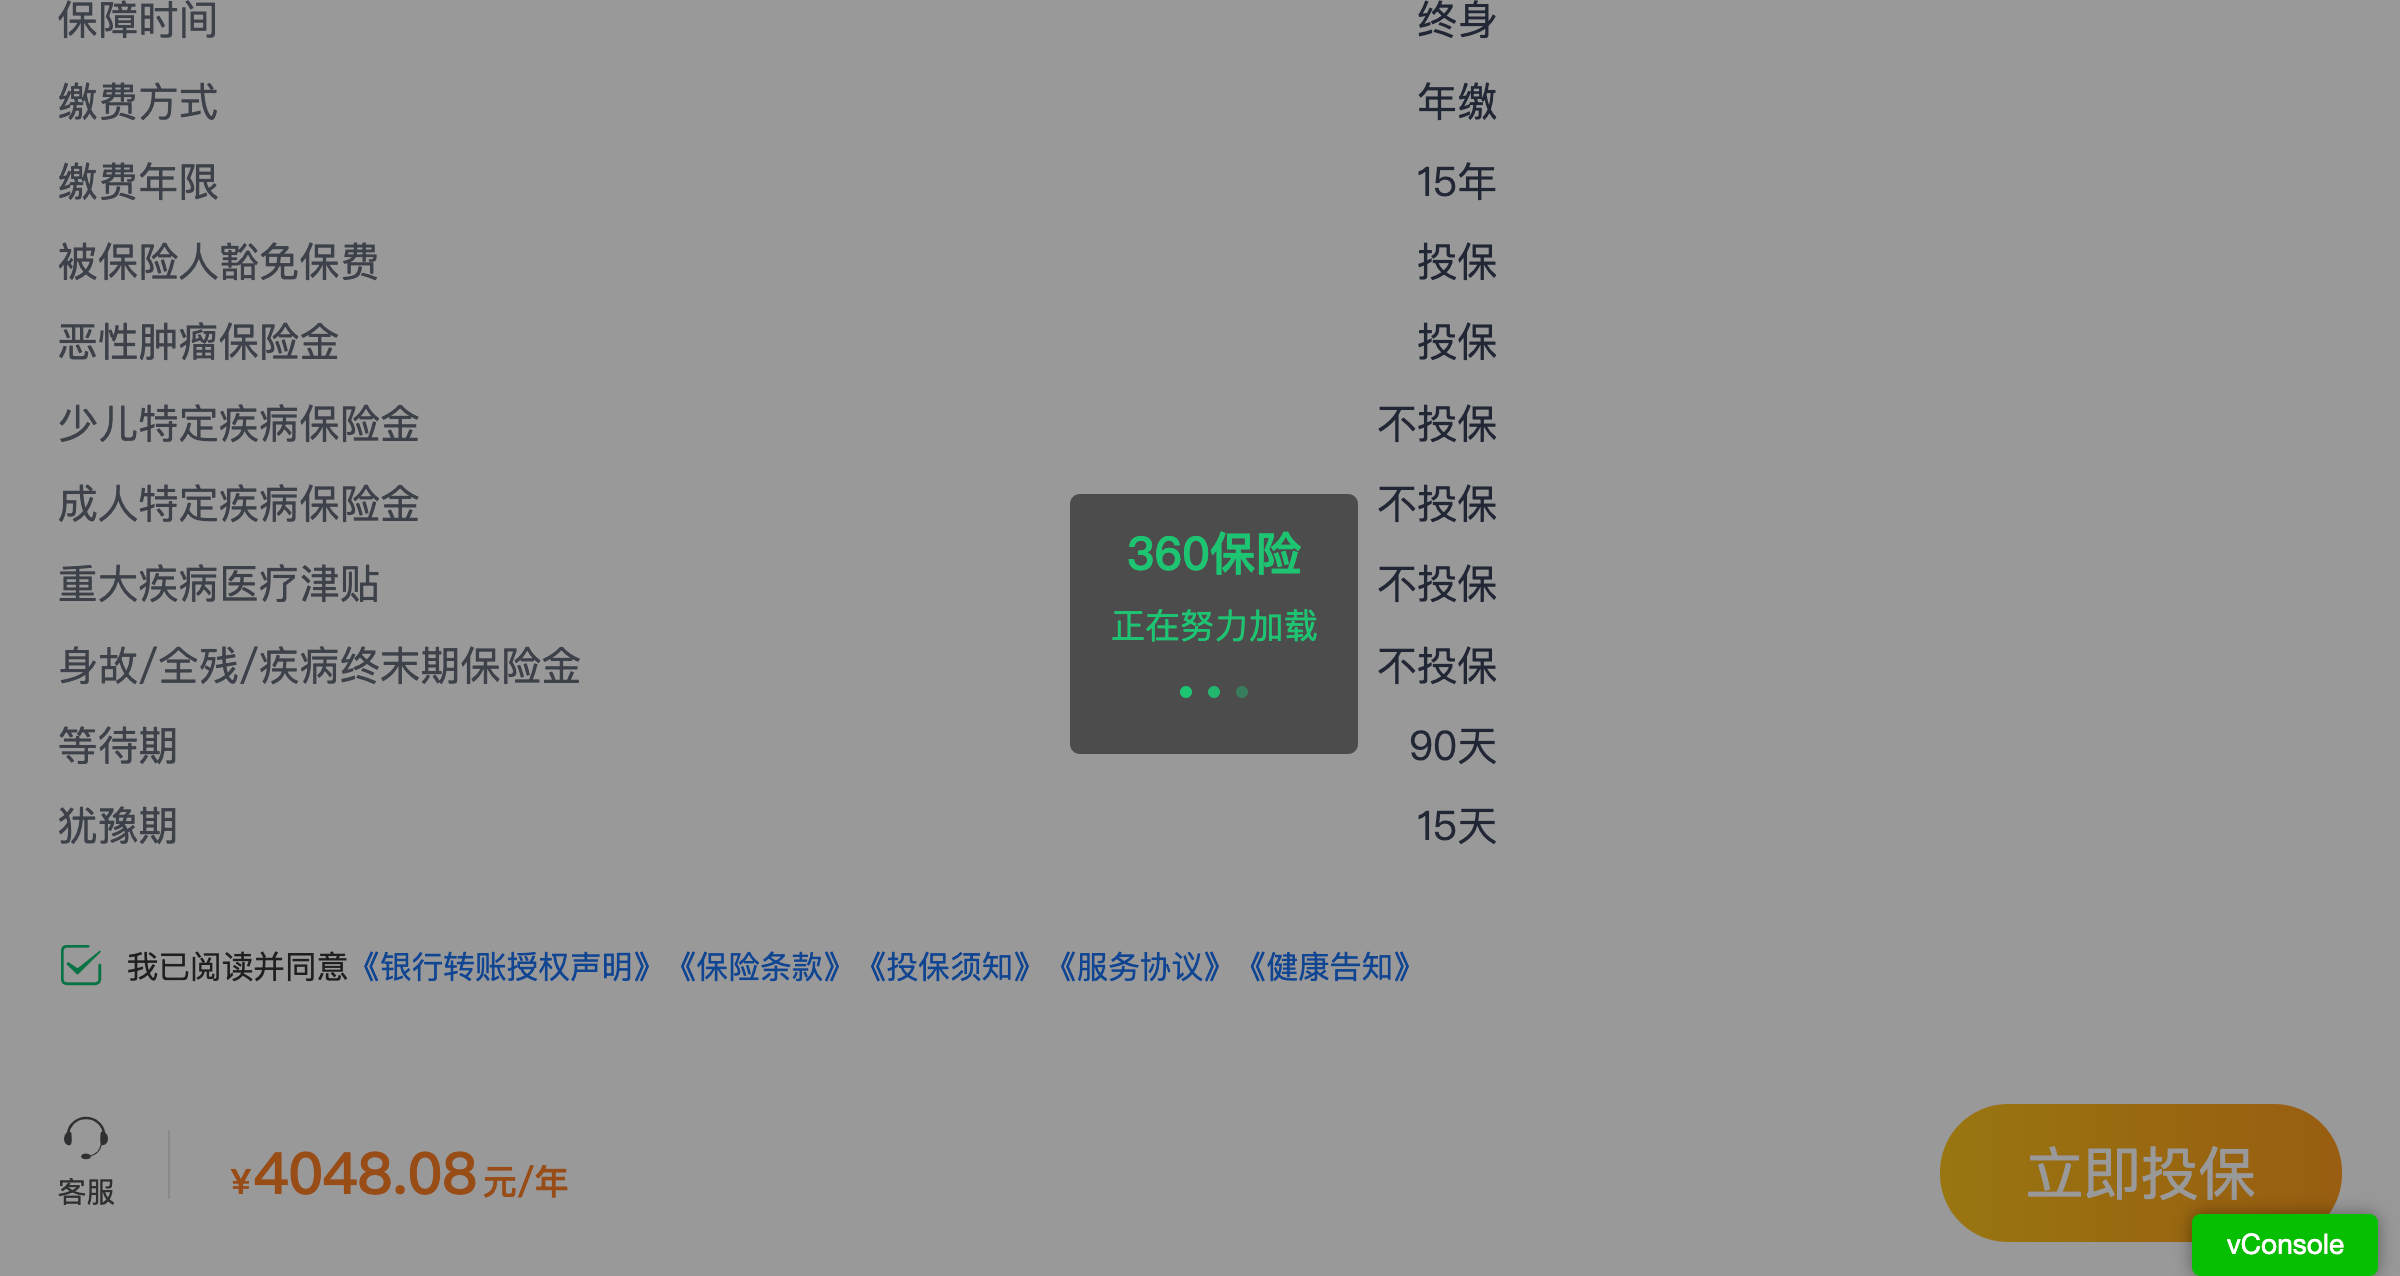 保障时间 终身
缴费方式 年缴
缴费年限 15年
被保险人豁免保费 投保
恶性肿瘤保险金 投保
少儿特定疾病保险金 不投保
成人特定疾病保险金 不投保
360保险
重大疾病医疗津贴 不投保
正在努力加载
身故/全残/疾病终末期保险金 不投保
等待期 90天
犹豫期 15天
我已阅读并同意《银行转账授权声明》《保险条款》《投保须知》《服务协议》《健康告知》
客服
¥4048.08元/年
立即投保
vConsole